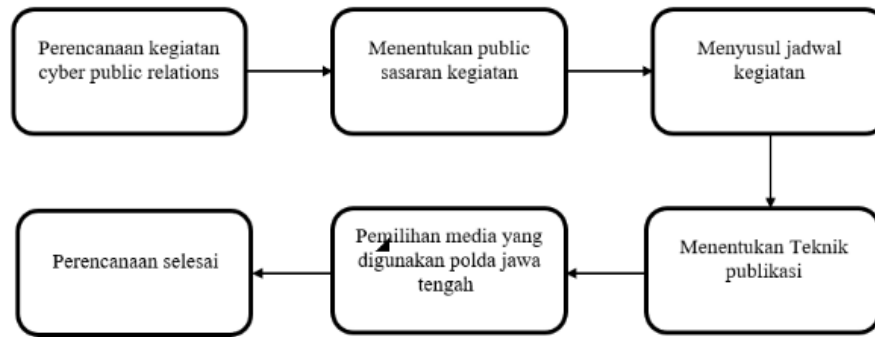 Perencanaan kegiatan
cyber public relations
Menentukan public
sasaran kegiatan
Menyusul jadwal
kegiatan
Menentukan Teknik
publikasi
Pemilihan media yang
digunakan polda jawa
tengah
Perencanaan selesai